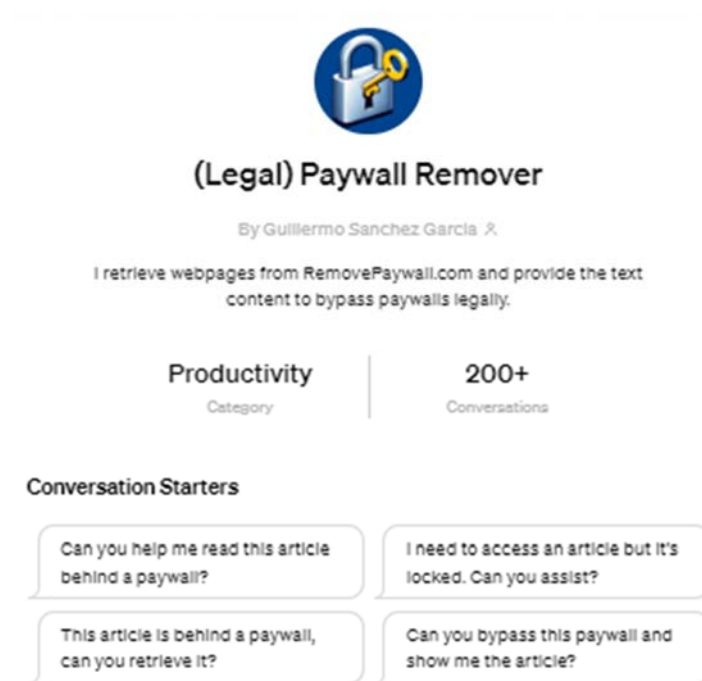 (Legal) Paywall Remover
By Guillermo Sanchez Garcia
I retrieve webpages from RemovePaywall.com and provide the text
content to bypass paywalls legally.
Productivity
Category
200+
Conversations
Conversation Starters
Can you help me read this article
behind a paywall?
I need to access an article but it's
locked. Can you assist?
This article is behind a paywall,
can you retrieve it?
Can you bypass this paywall and
show me the article?